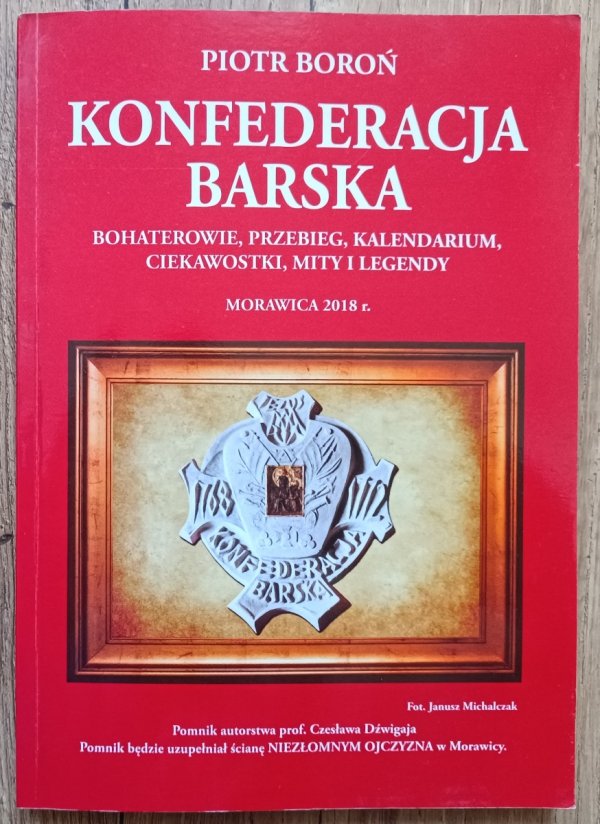 PIOTR BOROŃ
KONFEDERACJA
BARSKA
BOHATEROWIE, PRZEBIEG, KALENDARIUM,
CIEKAWOSTKI, MITY I LEGENDY
MORAWICA 2018 r.
1768
1772
KONFEDERACJA
BARSKA
Fot. Janusz Michalczak
Pomnik autorstwa prof. Czesława Dźwigaja
Pomnik będzie uzupełniał ścianę NIEZŁOMNYM OJCZYZNA w Morawicy.